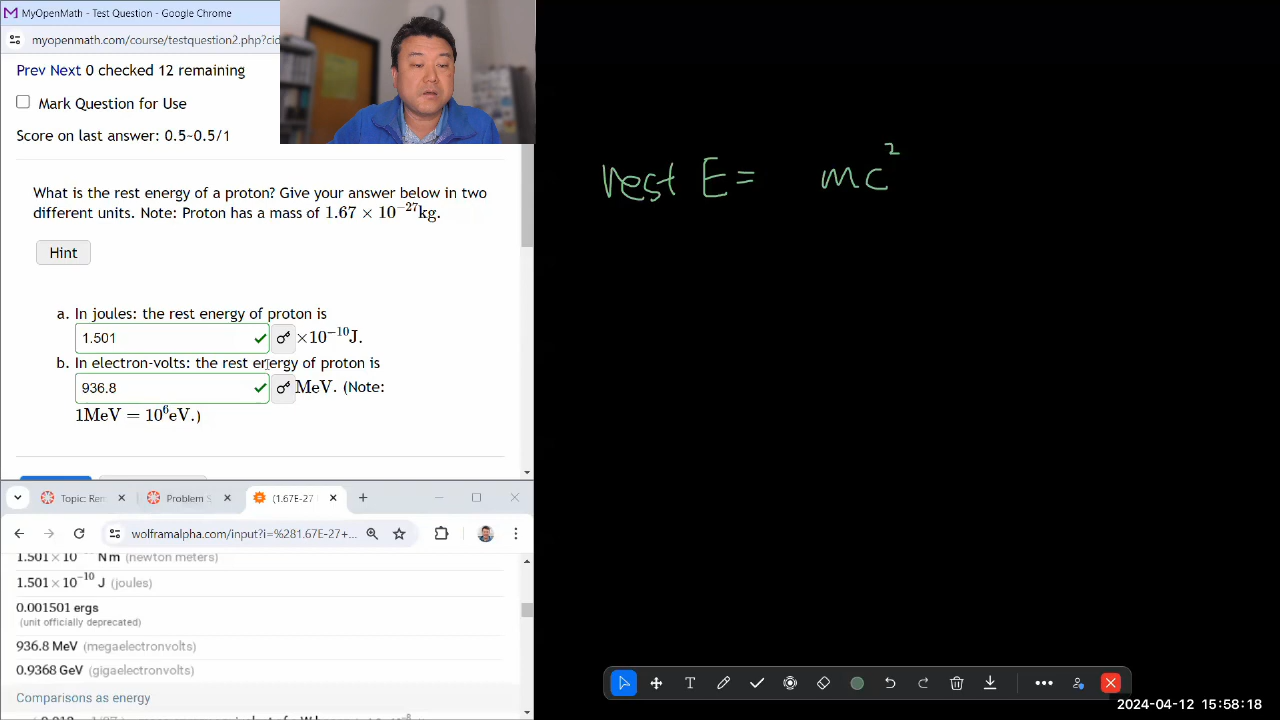 MyOpenMath - Test Question - Google Chrome
myopenmath.com/course/testquestion2.php?cid
Prev Next 0 checked 12 remaining
Mark Question for Use
Score on last answer: 0.5~0.5/1
What is the rest energy of a proton? Give your answer below in two
different units. Note: Proton has a mass of 1.67 × 10⁻²⁷kg.
Hint
a. In joules: the rest energy of proton is
1.501 ×10⁻¹⁰J.
b. In electron-volts: the rest energy of proton is
936.8 MeV. (Note:
1MeV = 10⁶eV.)
rest E = mc²
Topic: Rem
Problem S
(1.67E-27
wolframalpha.com/input?i=%281.67E-27+...
N m (newton meters)
1.501×10⁻¹⁰ J (joules)
0.001501 ergs
(unit officially deprecated)
936.8 MeV (megaelectronvolts)
0.9368 GeV (gigaelectronvolts)
Comparisons as energy
T
2024-04-12 15:58:18